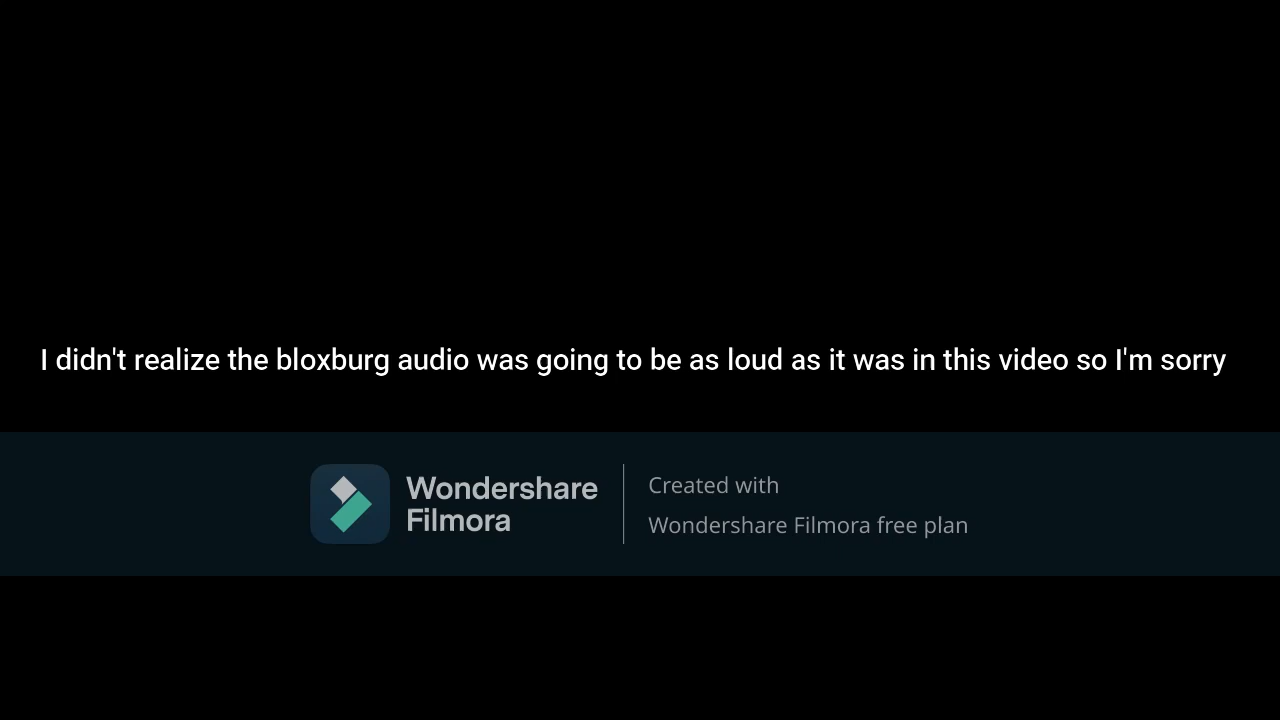 I didn't realize the bloxburg audio was going to be as loud as it was in this video so I'm sorry
Wondershare
Filmora
Created with
Wondershare Filmora free plan